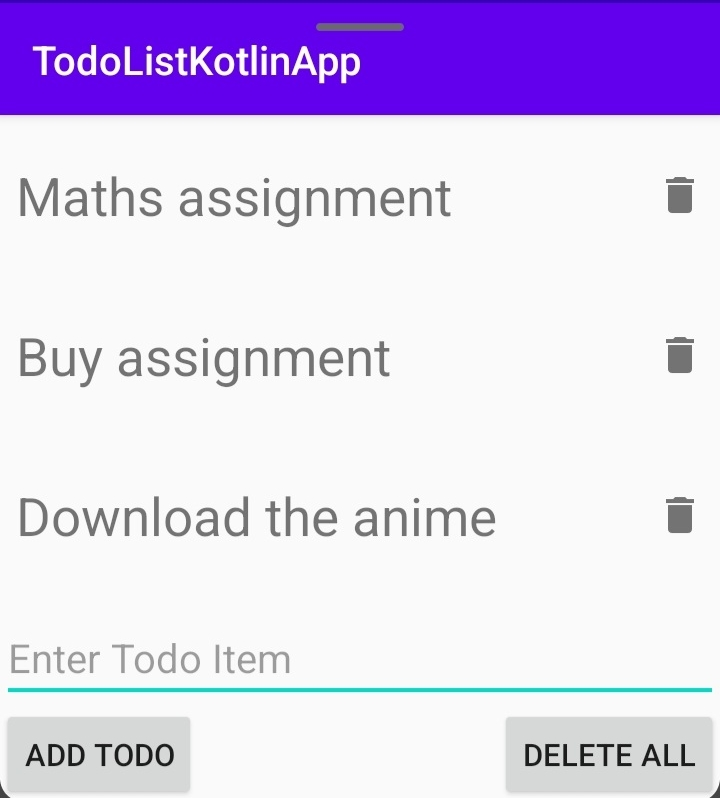 TodoListKotlinApp
Maths assignment
Buy assignment
Download the anime
Enter Todo Item
ADD TODO
DELETE ALL